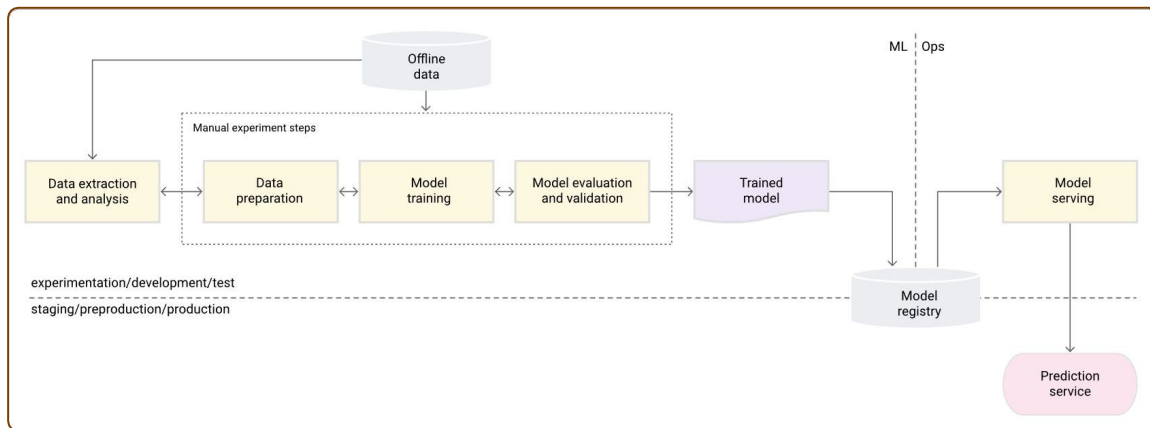 Offline
data
ML
Ops
Manual experiment steps
Data extraction
and analysis
Data
preparation
Model
training
Model evaluation
and validation
Trained
model
Model
serving
experimentation/development/test
staging/preproduction/production
Model
registry
Prediction
service